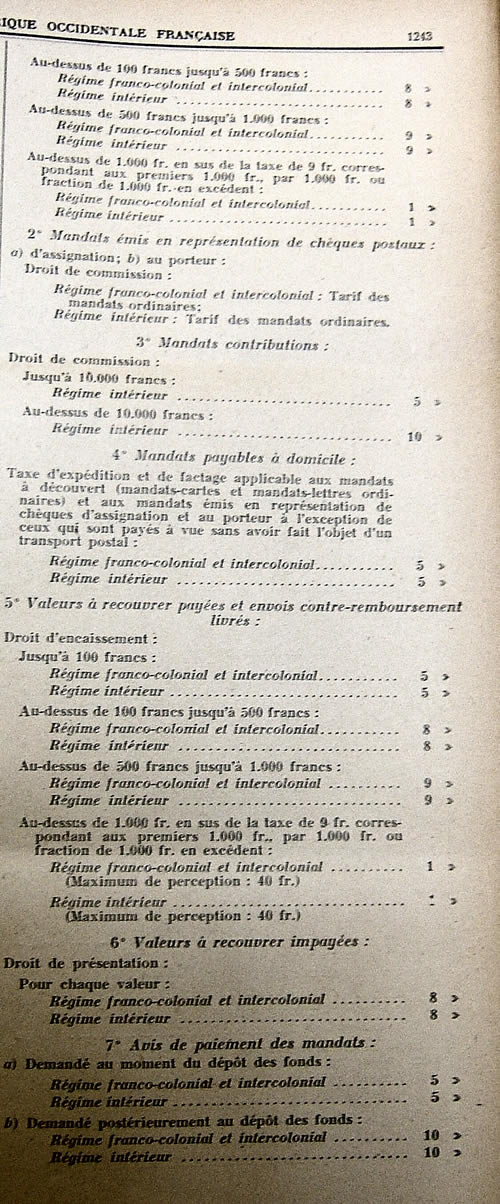 IQUE OCCIDENTALE FRANÇAISE 1243
Au-dessus de 100 francs jusqu'à 500 francs :
Régime franco-colonial et intercolonial........... 8 »
Régime intérieur ................................ 8 »
Au-dessus de 500 francs jusqu'à 1.000 francs :
Régime franco-colonial et intercolonial........... 9 »
Régime intérieur ................................ 9 »
Au-dessus de 1.000 fr. en sus de la taxe de 9 fr. corres-
pondant aux premiers 1.000 fr., par 1.000 fr. ou
fraction de 1.000 fr. en excédent :
Régime franco-colonial et intercolonial........... 1 »
Régime intérieur ................................ 1 »
2° Mandats émis en représentation de chèques postaux :
a) d'assignation; b) au porteur :
Droit de commission :
Régime franco-colonial et intercolonial : Tarif des
mandats ordinaires;
Régime intérieur : Tarif des mandats ordinaires.
3° Mandats contributions :
Droit de commission :
Jusqu'à 10.000 francs :
Régime intérieur ................................ 5 »
Au-dessus de 10.000 francs :
Régime intérieur ................................ 10 »
4° Mandats payables à domicile :
Taxe d'expédition et de factage applicable aux mandats
à découvert (mandats-cartes et mandats-lettres ordi-
naires) et aux mandats émis en représentation de
chèques d'assignation et au porteur à l'exception de
ceux qui sont payés à vue sans avoir fait l'objet d'un
transport postal :
Régime franco-colonial et intercolonial........... 5 »
Régime intérieur ................................ 5 »
5° Valeurs à recouvrer payées et envois contre-remboursement
livrés :
Droit d'encaissement :
Jusqu'à 100 francs :
Régime franco-colonial et intercolonial........... 5 »
Régime intérieur ................................ 5 »
Au-dessus de 100 francs jusqu'à 500 francs :
Régime franco-colonial et intercolonial........... 8 »
Régime intérieur ................................ 8 »
Au-dessus de 500 francs jusqu'à 1.000 francs :
Régime franco-colonial et intercolonial .......... 9 »
Régime intérieur ................................ 9 »
Au-dessus de 1.000 fr. en sus de la taxe de 9 fr. corres-
pondant aux premiers 1.000 fr., par 1.000 fr. ou
fraction de 1.000 fr. en excédent :
Régime franco-colonial et intercolonial .......... 1 »
(Maximum de perception : 40 fr.)
Régime intérieur ................................ »
(Maximum de perception : 40 fr.)
6° Valeurs à recouvrer impayées :
Droit de présentation :
Pour chaque valeur :
Régime franco-colonial et intercolonial .......... 8 »
Régime intérieur ................................ 8 »
7° Avis de paiement des mandats :
a) Demandé au moment du dépôt des fonds :
Régime franco-colonial et intercolonial .......... 5 »
Régime intérieur ................................ 5 »
b) Demandé postérieurement au dépôt des fonds :
Régime franco-colonial et intercolonial .......... 10 »
Régime intérieur ................................ 10 »